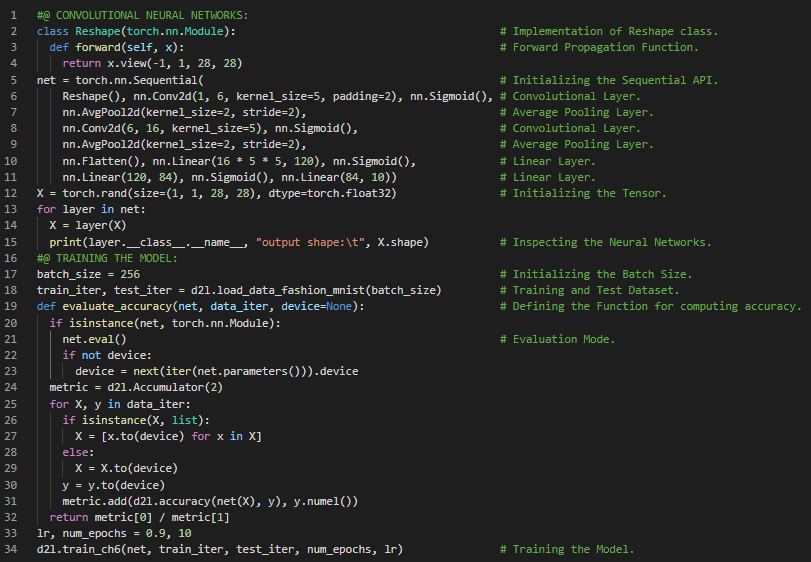 1 #@ CONVOLUTIONAL NEURAL NETWORKS:
2 class Reshape(torch.nn.Module): # Implementation of Reshape class.
3 def forward(self, x): # Forward Propagation Function.
4 return x.view(-1, 1, 28, 28)
5 net = torch.nn.Sequential( # Initializing the Sequential API.
6 Reshape(), nn.Conv2d(1, 6, kernel_size=5, padding=2), nn.Sigmoid(), # Convolutional Layer.
7 nn.AvgPool2d(kernel_size=2, stride=2), # Average Pooling Layer.
8 nn.Conv2d(6, 16, kernel_size=5), nn.Sigmoid(), # Convolutional Layer.
9 nn.AvgPool2d(kernel_size=2, stride=2), # Average Pooling Layer.
10 nn.Flatten(), nn.Linear(16 * 5 * 5, 120), nn.Sigmoid(), # Linear Layer.
11 nn.Linear(120, 84), nn.Sigmoid(), nn.Linear(84, 10)) # Linear Layer.
12 X = torch.rand(size=(1, 1, 28, 28), dtype=torch.float32) # Initializing the Tensor.
13 for layer in net:
14 X = layer(X)
15 print(layer.__class__.__name__, "output shape:\t", X.shape) # Inspecting the Neural Networks.
16 #@ TRAINING THE MODEL:
17 batch_size = 256 # Initializing the Batch Size.
18 train_iter, test_iter = d2l.load_data_fashion_mnist(batch_size) # Training and Test Dataset.
19 def evaluate_accuracy(net, data_iter, device=None): # Defining the Function for computing accuracy.
20 if isinstance(net, torch.nn.Module):
21 net.eval() # Evaluation Mode.
22 if not device:
23 device = next(iter(net.parameters())).device
24 metric = d2l.Accumulator(2)
25 for X, y in data_iter:
26 if isinstance(X, list):
27 X = [x.to(device) for x in X]
28 else:
29 X = X.to(device)
30 y = y.to(device)
31 metric.add(d2l.accuracy(net(X), y), y.numel())
32 return metric[0] / metric[1]
33 lr, num_epochs = 0.9, 10
34 d2l.train_ch6(net, train_iter, test_iter, num_epochs, lr) # Training the Model.